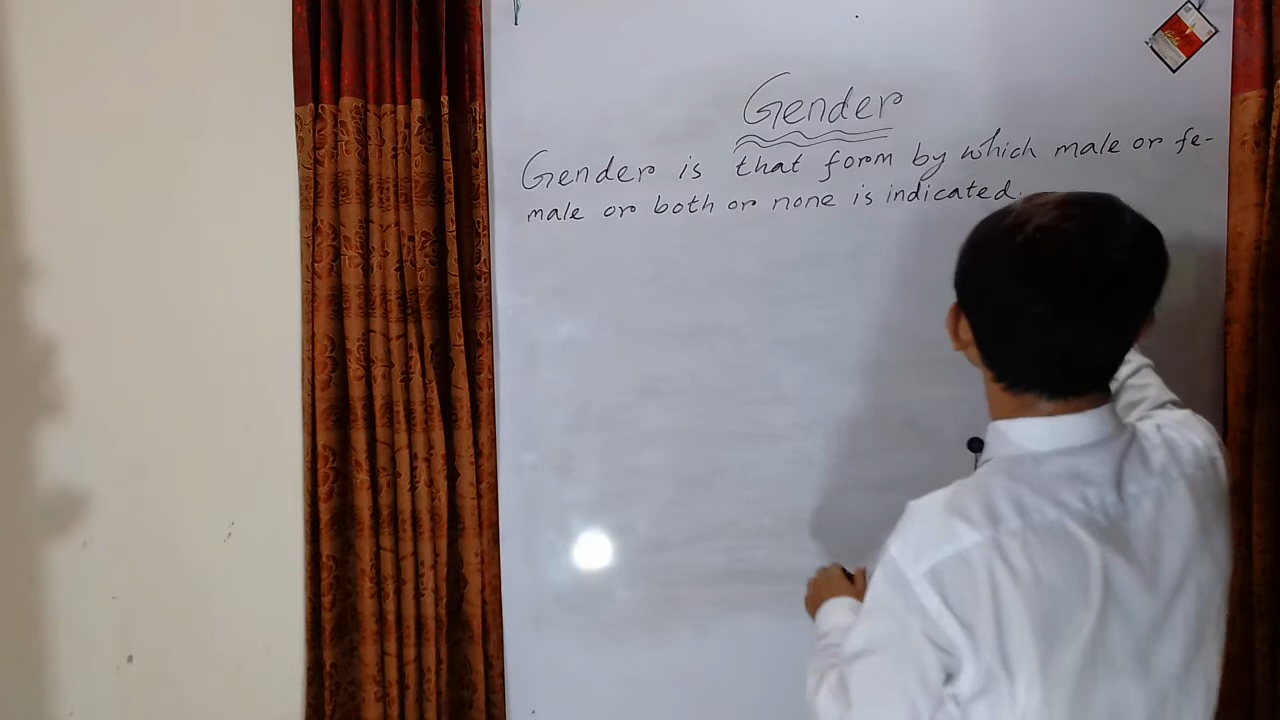 Gender
Gender is that form by which male or fe-
male or both or none is indicated.